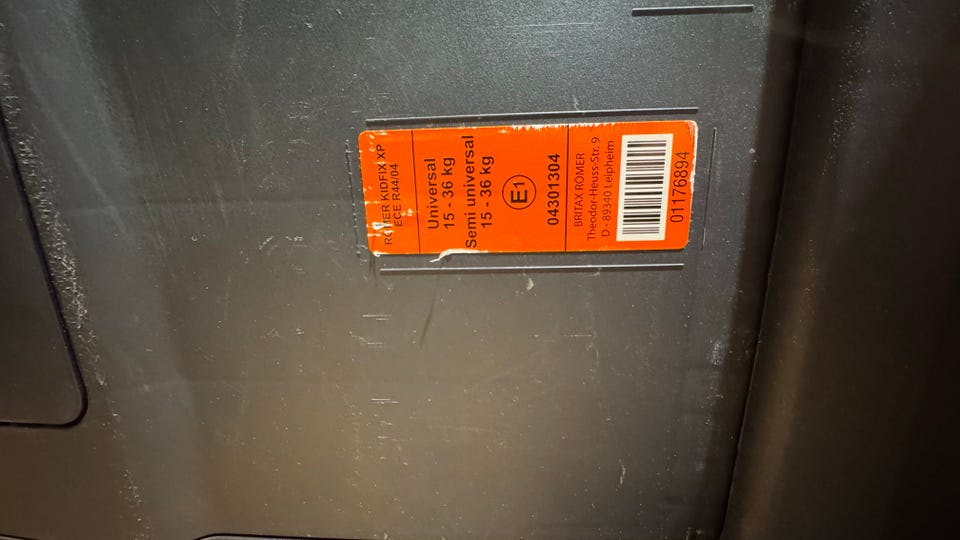 RÖMER KIDFIX XP
ECE R44/04
Universal
15 - 36 kg
Semi universal
15 - 36 kg
E1
04301304
BRITAX RÖMER
Theodor-Heuss-Str. 9
D - 89340 Leipheim
01176894